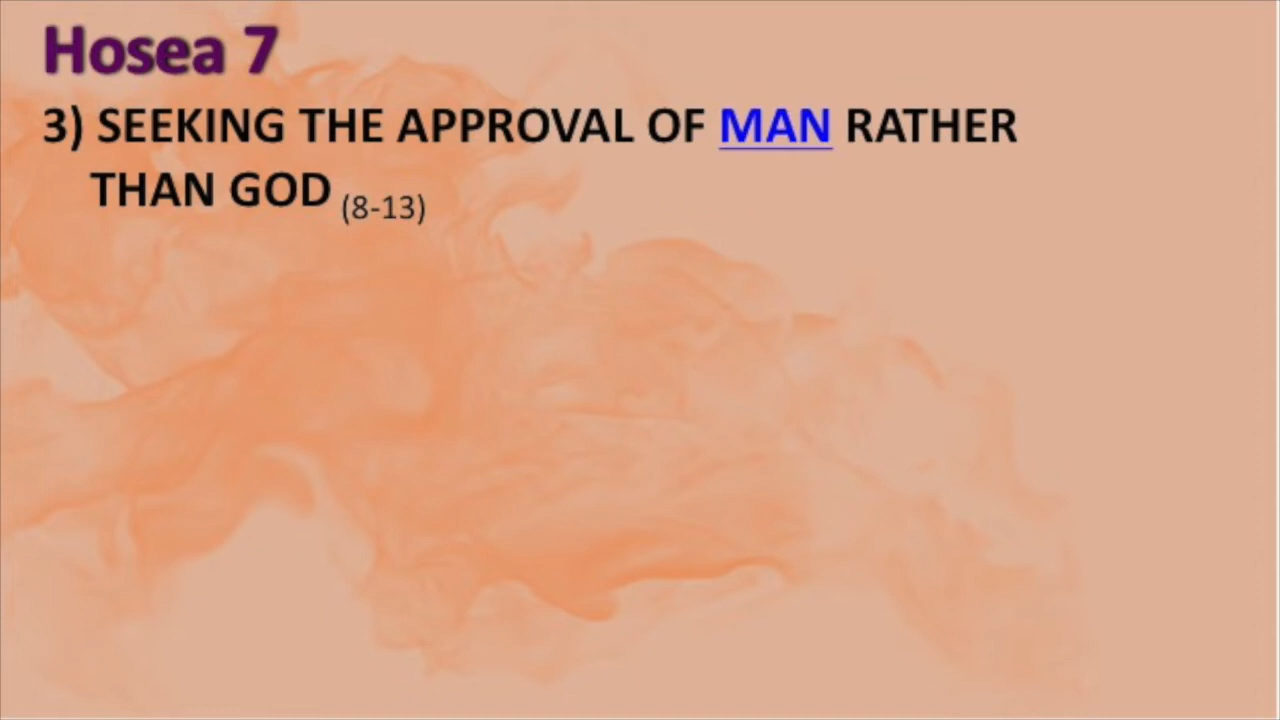 Hosea 7
3) SEEKING THE APPROVAL OF MAN RATHER
THAN GOD (8-13)